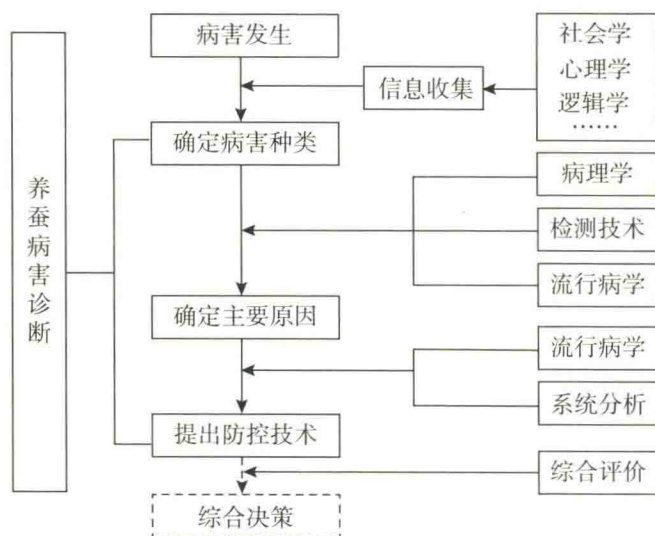 病害发生
信息收集
社会学
心理学
逻辑学
……
确定病害种类
养蚕病害诊断
病理学
检测技术
流行病学
确定主要原因
流行病学
系统分析
提出防控技术
综合评价
综合决策